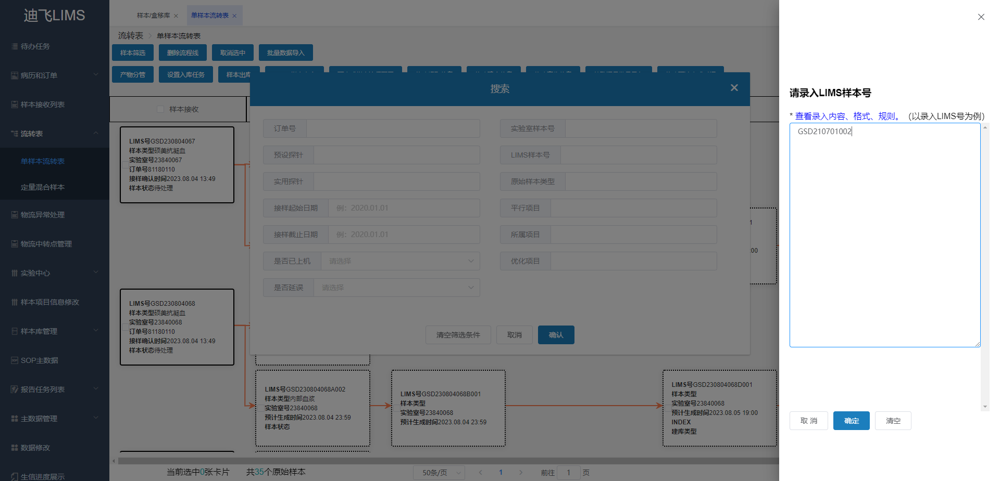 迪飞LIMS
待办任务
病历和订单
样本接收列表
流转表
单样本流转表
定量混合样本
物流异常处理
物流中转点管理
实验中心
样本项目信息修改
样本库管理
SOP主数据
报告任务列表
主数据管理
数据修改
生信进度展示
样本/盒移库
单样本流转表
流转表 > 单样本流转表
样本筛选
删除流程线
取消选中
批量数据导入
产物分管
设置入库任务
样本出库
样本接收
LIMS号GSD230804067
样本类型硕美抗凝血
实验室号23840067
订单号81180110
接样确认时间2023.08.04 13:49
样本状态待处理
LIMS号GSD230804068
样本类型硕美抗凝血
实验室号23840068
订单号81180110
接样确认时间2023.08.04 13:49
样本状态待处理
LIMS号GSD230804068A002
样本类型内部血浆
实验室号23840068
预计生成时间2023.08.04 23:59
样本状态
LIMS号GSD230804068B001
样本类型
实验室号23840068
预计生成时间2023.08.04 23:59
LIMS号GSD230804068D001
样本类型
实验室号23840068
预计生成时间2023.08.05 19:00
INDEX
建库类型
1
:00
搜索
订单号
实验室样本号
预设探针
LIMS样本号
实用探针
原始样本类型
接样起始日期 例：2020.01.01
平行项目
接样截止日期 例：2020.01.01
所属项目
是否已上机 请选择
优化项目
是否延误 请选择
清空筛选条件
取消
确认
当前选中0张卡片 共35个原始样本
50条/页
1
前往 1 页
请录入LIMS样本号
* 查看录入内容、格式、规则。（以录入LIMS号为例）
GSD210701002
取 消
确定
清空